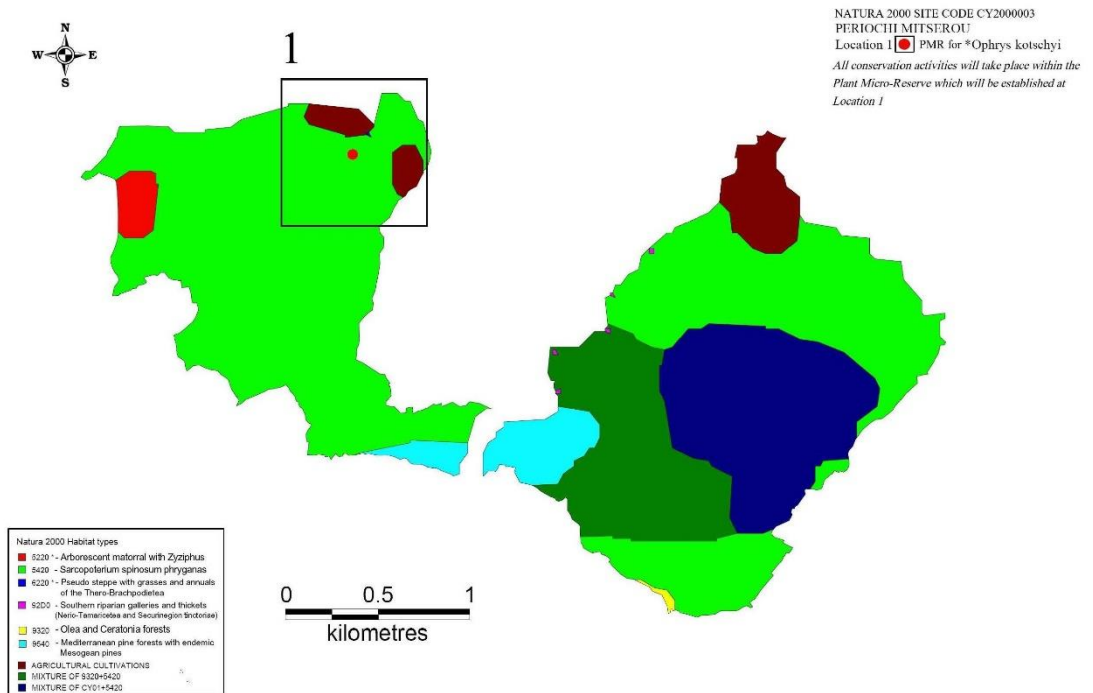 NATURA 2000 SITE CODE CY2000003
PERIOCHI MITSEROU
Location 1 PMR for *Ophrys kotschyi
All conservation activities will take place within the
Plant Micro-Reserve which will be established at
Location 1
N
W E
S
1
Natura 2000 Habitat types
5220 * - Arborescent matorral with Zyziphus
5420 - Sarcopoterium spinosum phryganas
6220 * - Pseudo steppe with grasses and annuals
of the Thero-Brachpodietea
92D0 - Southern riparian galleries and thickets
(Nerio-Tamaricetea and Securinegion tinctoriae)
9320 - Olea and Ceratonia forests
9540 - Mediterranean pine forests with endemic
Mesogean pines
AGRICULTURAL CULTIVATIONS
MIXTURE OF 9320+5420
MIXTURE OF CY01+5420
0 0.5 1
kilometres